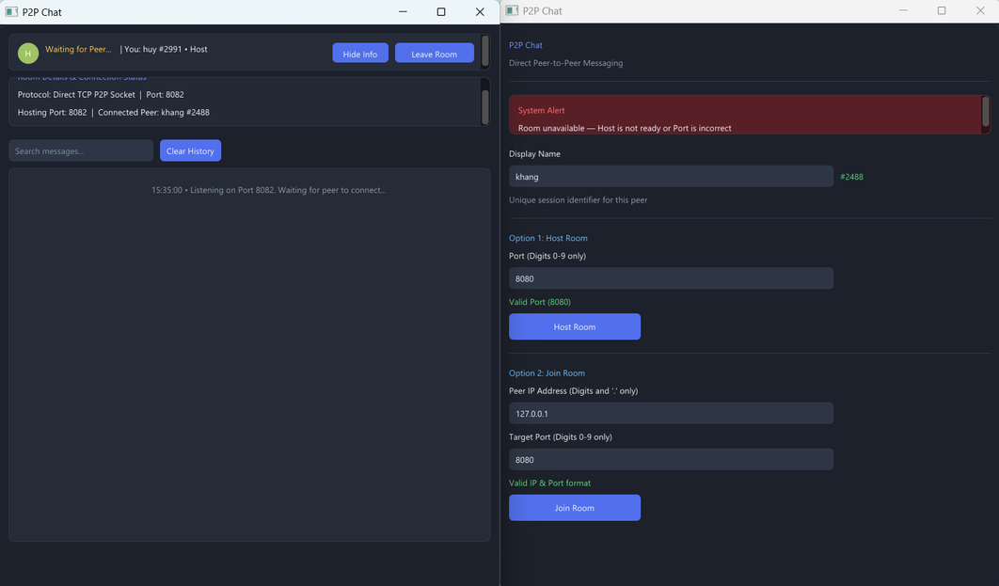 P2P Chat
H
Waiting for Peer... | You: huy #2991 • Host
Hide Info
Leave Room
Room Details & Connection Status
Protocol: Direct TCP P2P Socket | Port: 8082
Hosting Port: 8082 | Connected Peer: khang #2488
Search messages...
Clear History
15:35:00 • Listening on Port 8082. Waiting for peer to connect...
P2P Chat
P2P Chat
Direct Peer-to-Peer Messaging
System Alert
Room unavailable — Host is not ready or Port is incorrect
Display Name
khang
#2488
Unique session identifier for this peer
Option 1: Host Room
Port (Digits 0-9 only)
8080
Valid Port (8080)
Host Room
Option 2: Join Room
Peer IP Address (Digits and '.' only)
127.0.0.1
Target Port (Digits 0-9 only)
8080
Valid IP & Port format
Join Room